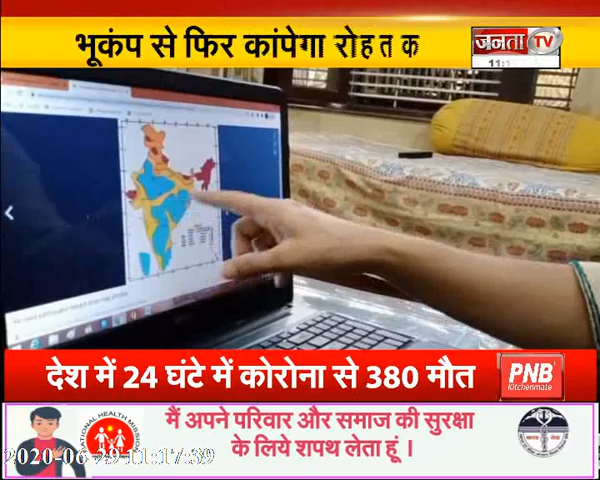 भूकंप से फिर कांपेगा रोहतक
जनता TV
देश में 24 घंटे में कोरोना से 380 मौत
PNB
Kitchenmate
NATIONAL HEALTH MISSION
मैं अपने परिवार और समाज की सुरक्षा
के लिये शपथ लेता हूं ।
2020-06-29 11:17:39